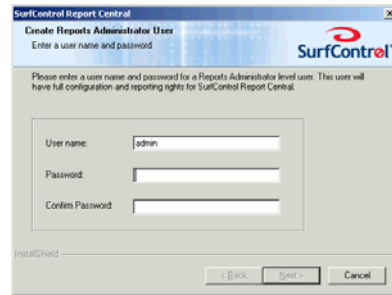 SurfControl Report Central
Create Reports Administrator User
Enter a user name and password
SurfControl
Please enter a user name and password for a Reports Administrator level user. This user will
have full configuration and reporting rights for SurfControl Report Central.
User name:
admin
Password:
Confirm Password:
InstallShield
< Back
Next >
Cancel